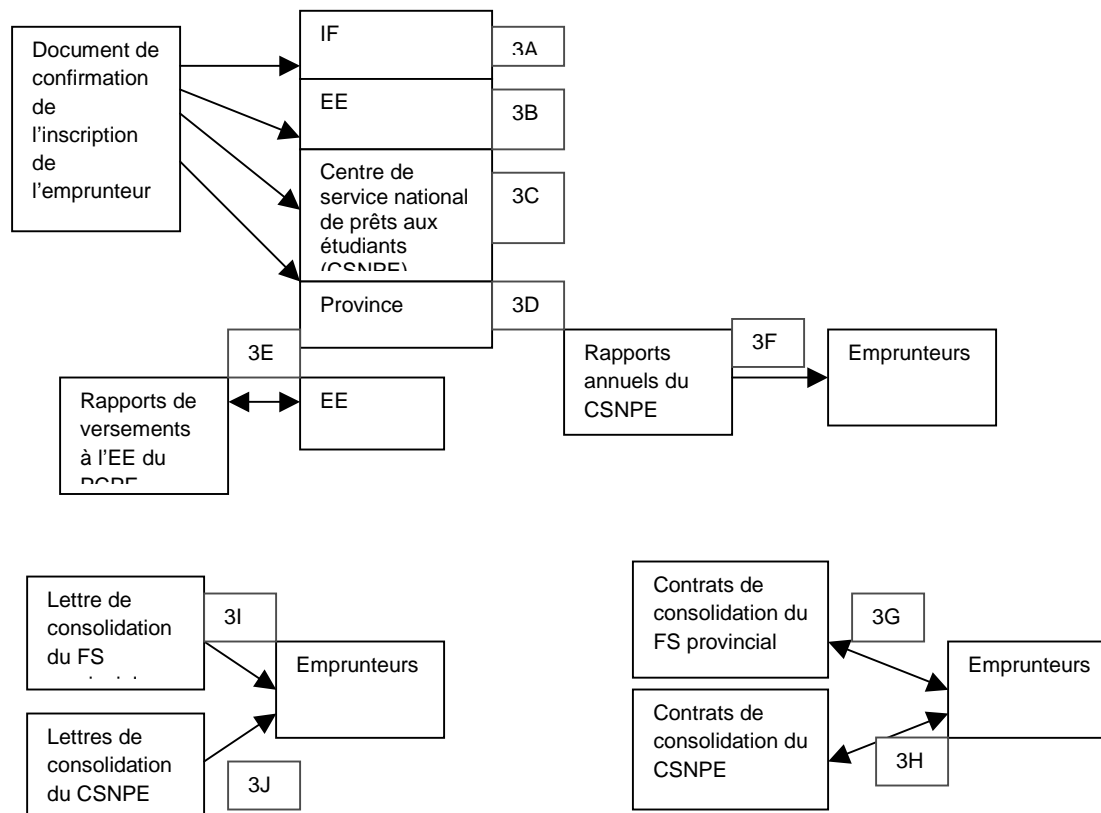 Document de
confirmation
de
l'inscription
de
l'emprunteur
IF
3A
EE
3B
Centre de
service national
de prêts aux
étudiants
(CSNPE)
3C
Province
3D
3E
Rapports de
versements
à l'EE du
EE
Rapports
annuels du
CSNPE
3F
Emprunteurs
Lettre de
consolidation
du FS
3I
Emprunteurs
Lettres de
consolidation
du CSNPE
3J
Contrats de
consolidation du
FS provincial
3G
Emprunteurs
Contrats de
consolidation du
CSNPE
3H